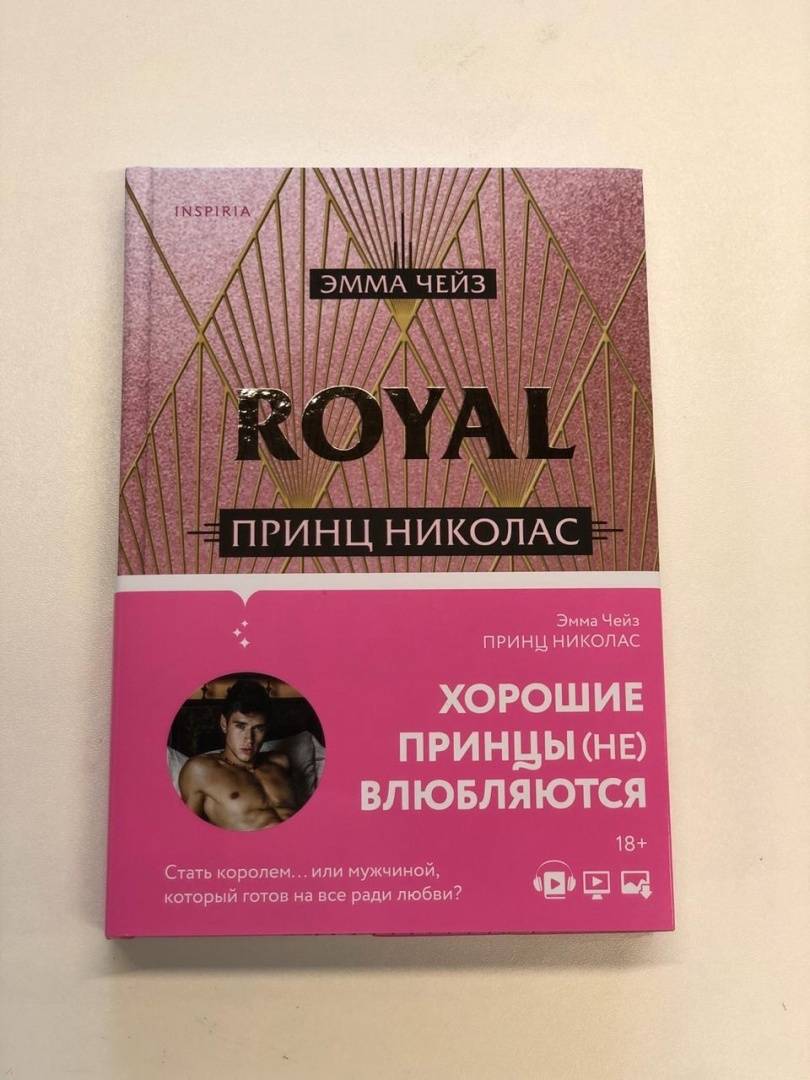 INSPIRIA
ЭММА ЧЕЙЗ
ROYAL
ПРИНЦ НИКОЛАС
Эмма Чейз
ПРИНЦ НИКОЛАС
ХОРОШИЕ
ПРИНЦЫ (НЕ)
ВЛЮБЛЯЮТСЯ
18+
Стать королем... или мужчиной,
который готов на все ради любви?